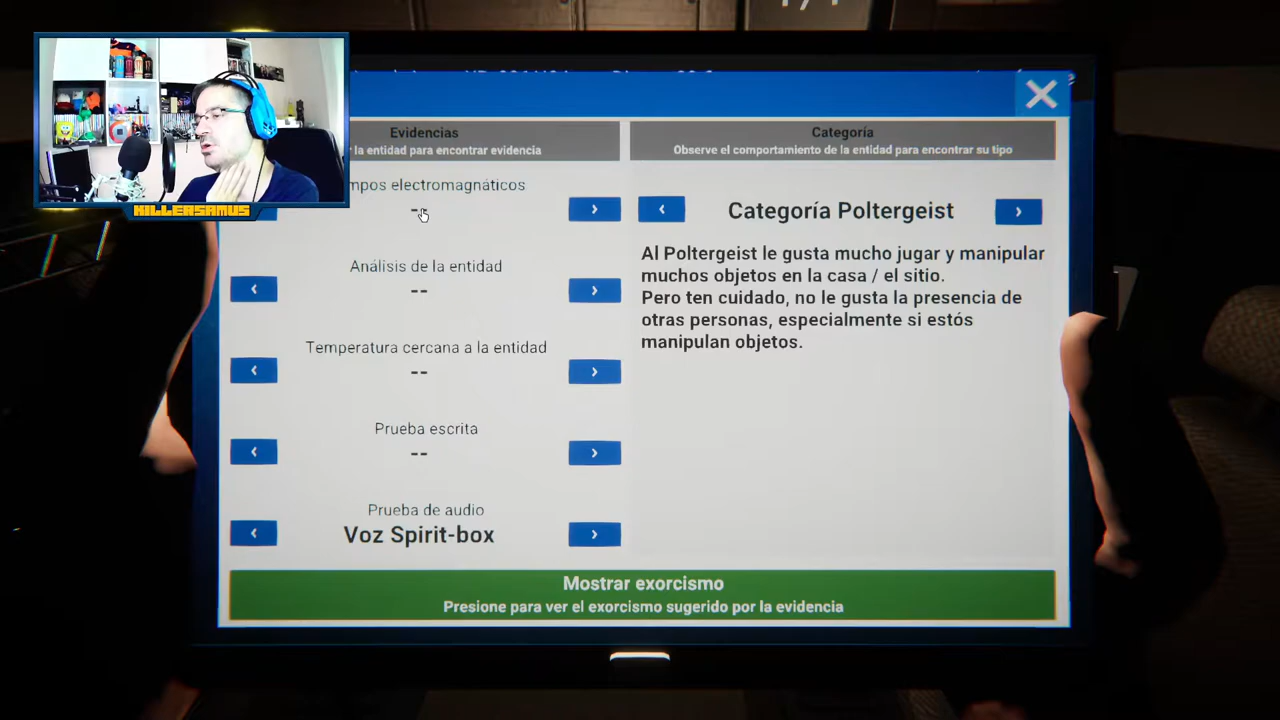 KILLERSAMUS
Evidencias
la entidad para encontrar evidencia
mpos electromagnéticos
--
Análisis de la entidad
--
Temperatura cercana a la entidad
--
Prueba escrita
--
Prueba de audio
Voz Spirit-box
Categoría
Observe el comportamiento de la entidad para encontrar su tipo
Categoría Poltergeist
Al Poltergeist le gusta mucho jugar y manipular
muchos objetos en la casa / el sitio.
Pero ten cuidado, no le gusta la presencia de
otras personas, especialmente si estós
manipulan objetos.
Mostrar exorcismo
Presione para ver el exorcismo sugerido por la evidencia